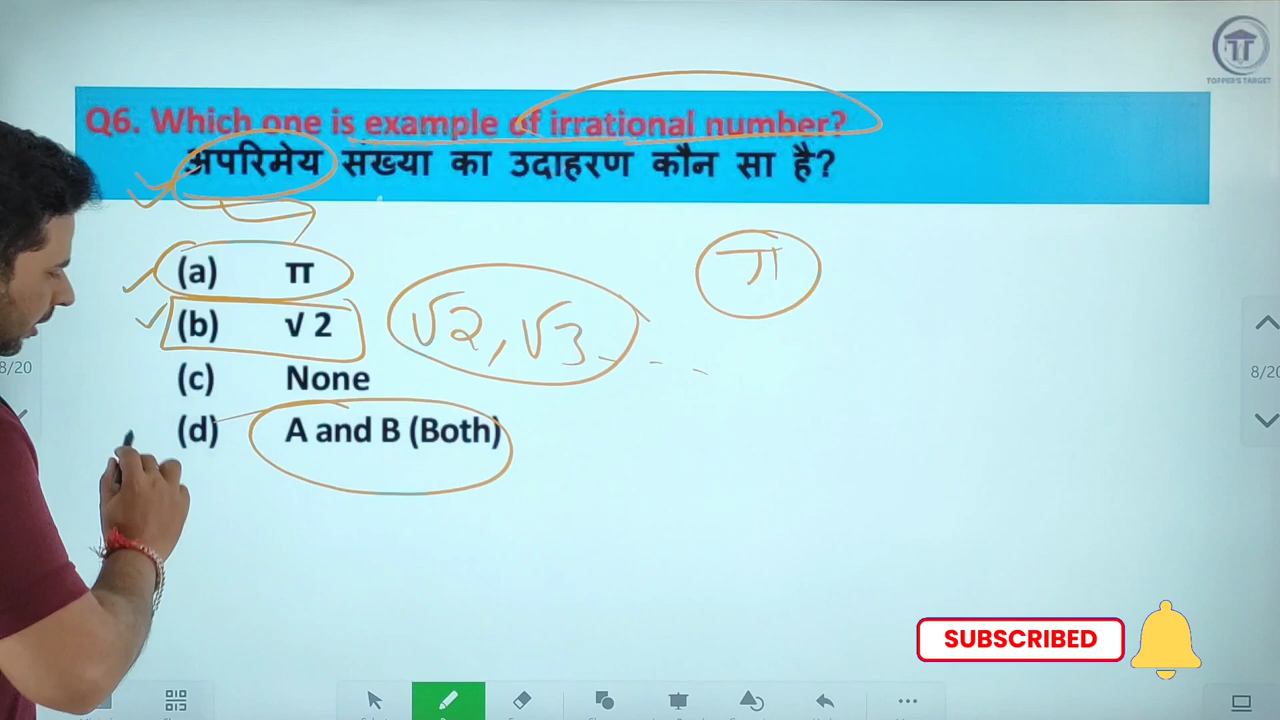 TOPPER'S TARGET
Q6. Which one is example of irrational number?
अपरिमेय संख्या का उदाहरण कौन सा है?
(a) π
(b) √ 2
(c) None
(d) A and B (Both)
√2, √3 - - -
π
8/20
8/20
SUBSCRIBED